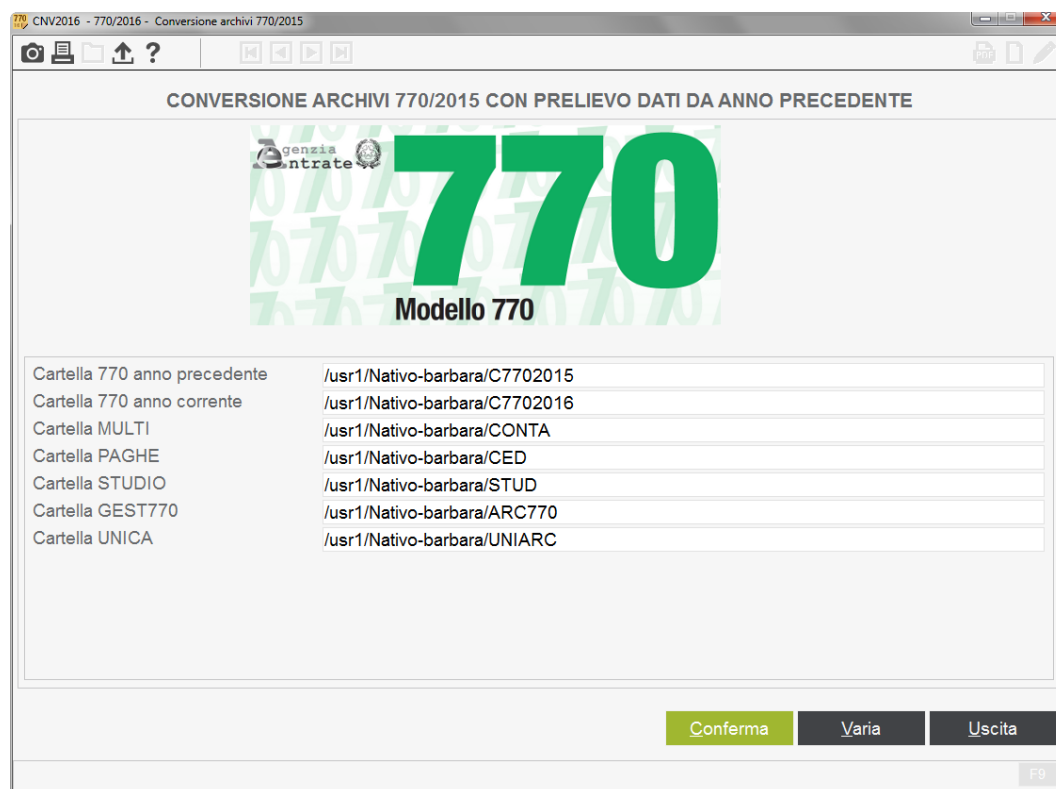 CNV2016 - 770/2016 - Conversione archivi 770/2015
?
PDF
CONVERSIONE ARCHIVI 770/2015 CON PRELIEVO DATI DA ANNO PRECEDENTE
Agenzia
Entrate
770
Modello 770
Cartella 770 anno precedente /usr1/Nativo-barbara/C7702015
Cartella 770 anno corrente /usr1/Nativo-barbara/C7702016
Cartella MULTI /usr1/Nativo-barbara/CONTA
Cartella PAGHE /usr1/Nativo-barbara/CED
Cartella STUDIO /usr1/Nativo-barbara/STUD
Cartella GEST770 /usr1/Nativo-barbara/ARC770
Cartella UNICA /usr1/Nativo-barbara/UNIARC
Conferma Varia Uscita
F9